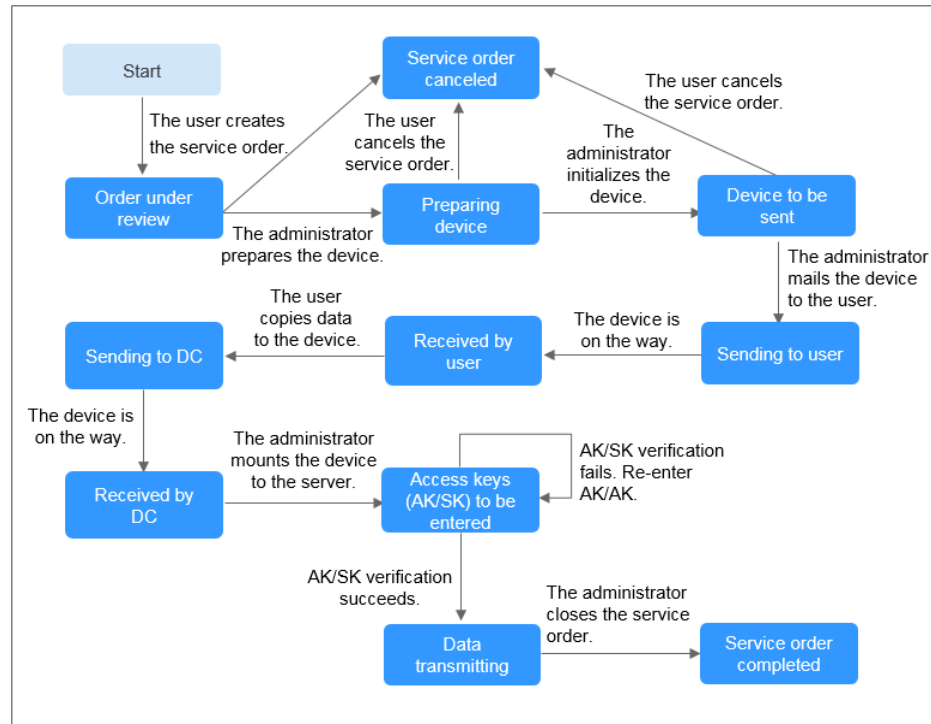 Start
Service order
canceled
The user cancels
the service order.
The user creates
the service order.
The user
cancels the
service order.
The
administrator
initializes the
device.
Order under
review
Preparing
device
Device to be
sent
The administrator
prepares the device.
The administrator
mails the device
to the user.
The user
copies data
to the device.
The device is
on the way.
Sending to DC
Received by
user
Sending to user
The device is
on the way.
The administrator
mounts the device
to the server.
AK/SK verification
fails. Re-enter
AK/AK.
Received by
DC
Access keys
(AK/SK) to be
entered
AK/SK verification
succeeds.
The administrator
closes the service
order.
Data
transmitting
Service order
completed